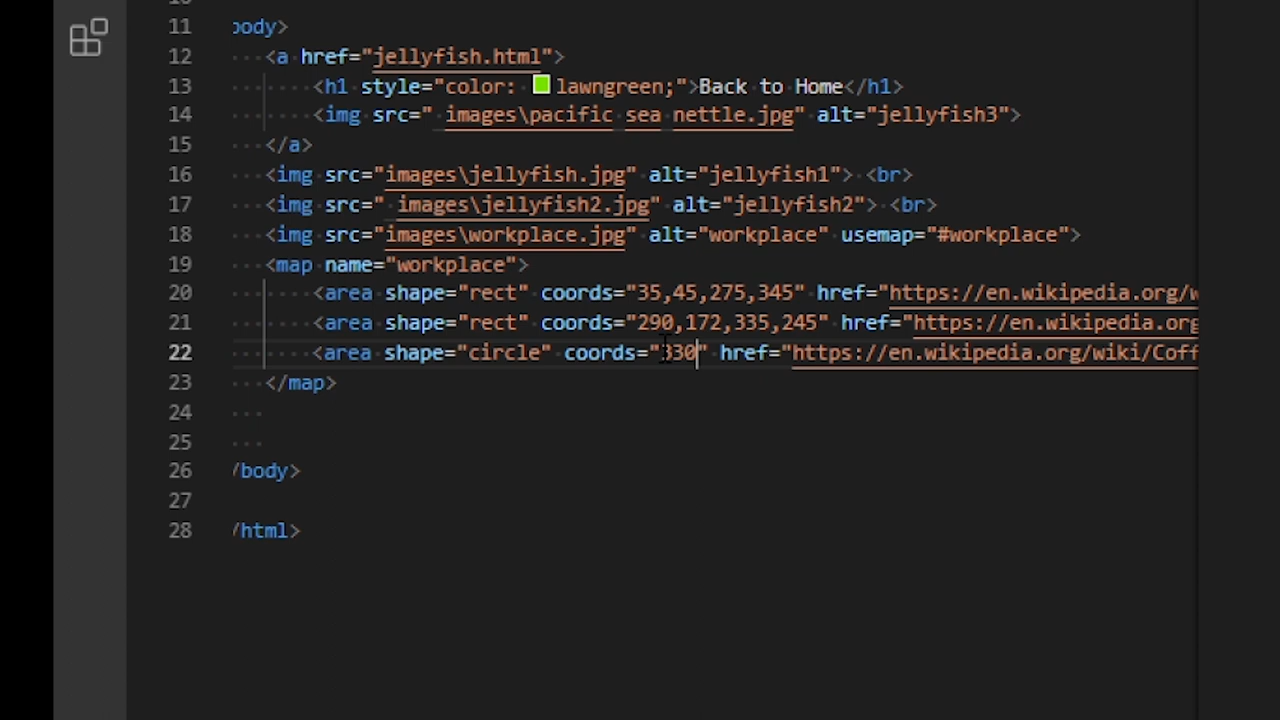 11 body>
12 <a href="jellyfish.html">
13 <h1 style="color: lawngreen;">Back to Home</h1>
14 <img src=" images\pacific sea nettle.jpg" alt="jellyfish3">
15 </a>
16 <img src="images\jellyfish.jpg" alt="jellyfish1"> <br>
17 <img src=" images\jellyfish2.jpg" alt="jellyfish2"> <br>
18 <img src="images\workplace.jpg" alt="workplace" usemap="#workplace">
19 <map name="workplace">
20 <area shape="rect" coords="35,45,275,345" href="https://en.wikipedia.org/w
21 <area shape="rect" coords="290,172,335,245" href="https://en.wikipedia.org
22 <area shape="circle" coords="330" href="https://en.wikipedia.org/wiki/Coff
23 </map>
24
25
26 /body>
27
28 /html>